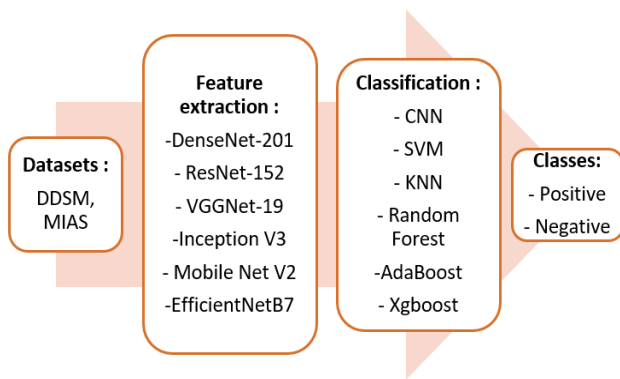 Datasets :
DDSM,
MIAS
Feature
extraction :
-DenseNet-201
- ResNet-152
- VGGNet-19
-Inception V3
- Mobile Net V2
-EfficientNetB7
Classification :
- CNN
- SVM
- KNN
- Random
Forest
-AdaBoost
- Xgboost
Classes:
- Positive
- Negative